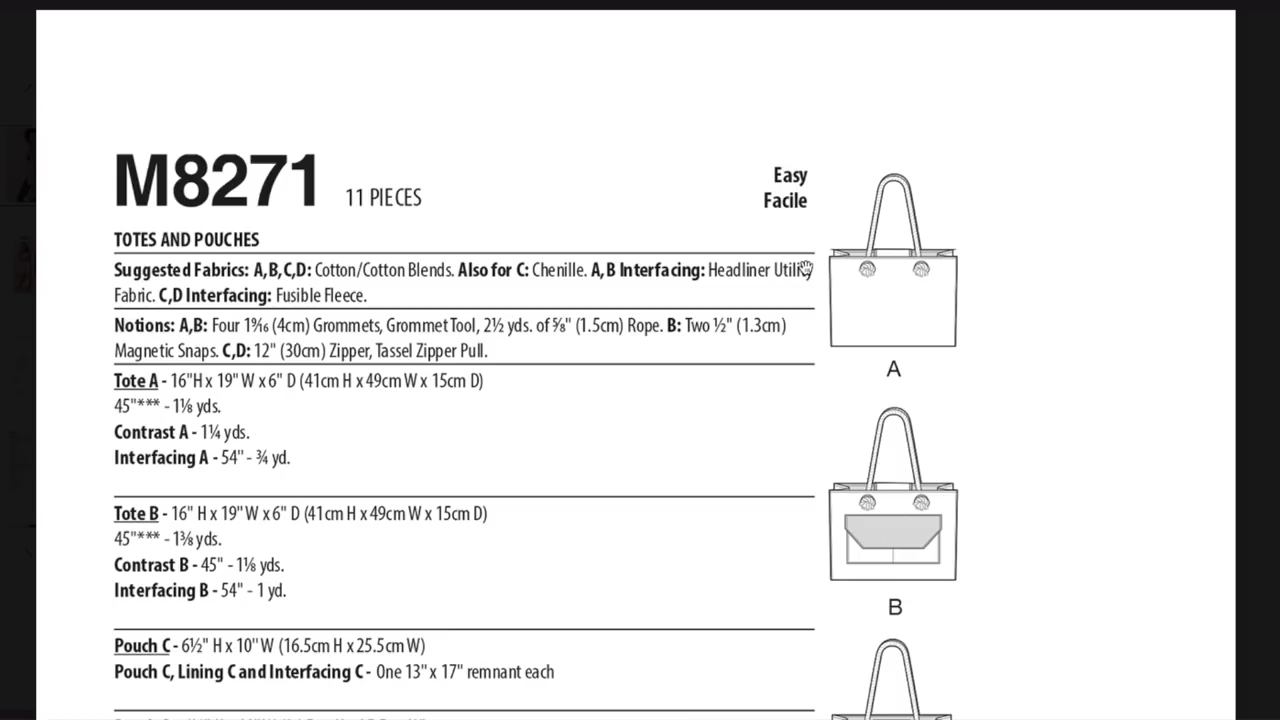 M8271 11 PIECES
Easy
Facile
TOTES AND POUCHES
Suggested Fabrics: A,B,C,D: Cotton/Cotton Blends. Also for C: Chenille. A,B Interfacing: Headliner
Fabric. C,D Interfacing: Fusible Fleece.
Notions: A,B: Four 1⁹⁄₁₆ (4cm) Grommets, Grommet Tool, 2½ yds. of ⅝" (1.5cm) Rope. B: Two ½" (1.3cm)
Magnetic Snaps. C,D: 12" (30cm) Zipper, Tassel Zipper Pull.
Tote A - 16"H x 19" W x 6" D (41cm H x 49cm W x 15cm D)
45"*** - 1⅛ yds.
Contrast A - 1¼ yds.
Interfacing A - 54" - ¾ yd.
Tote B - 16" H x 19" W x 6" D (41cm H x 49cm W x 15cm D)
45"*** - 1⅜ yds.
Contrast B - 45" - 1⅛ yds.
Interfacing B - 54" - 1 yd.
Pouch C - 6½" H x 10" W (16.5cm H x 25.5cm W)
Pouch C, Lining C and Interfacing C - One 13" x 17" remnant each
A
B